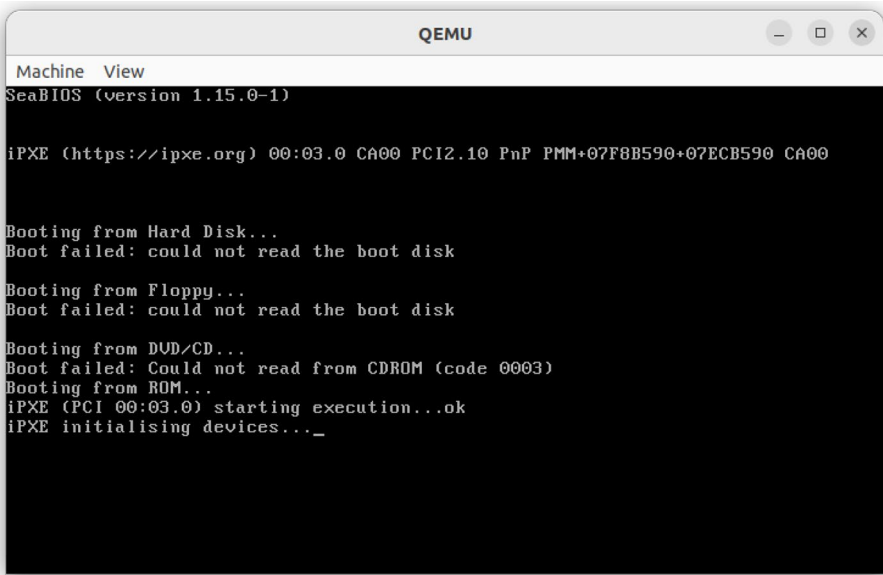 QEMU
Machine View
SeaBIOS (version 1.15.0-1)
iPXE (https://ipxe.org) 00:03.0 CA00 PCI2.10 PnP PMM+07F8B590+07ECB590 CA00
Booting from Hard Disk...
Boot failed: could not read the boot disk
Booting from Floppy...
Boot failed: could not read the boot disk
Booting from DVD/CD...
Boot failed: Could not read from CDROM (code 0003)
Booting from ROM...
iPXE (PCI 00:03.0) starting execution...ok
iPXE initialising devices..._